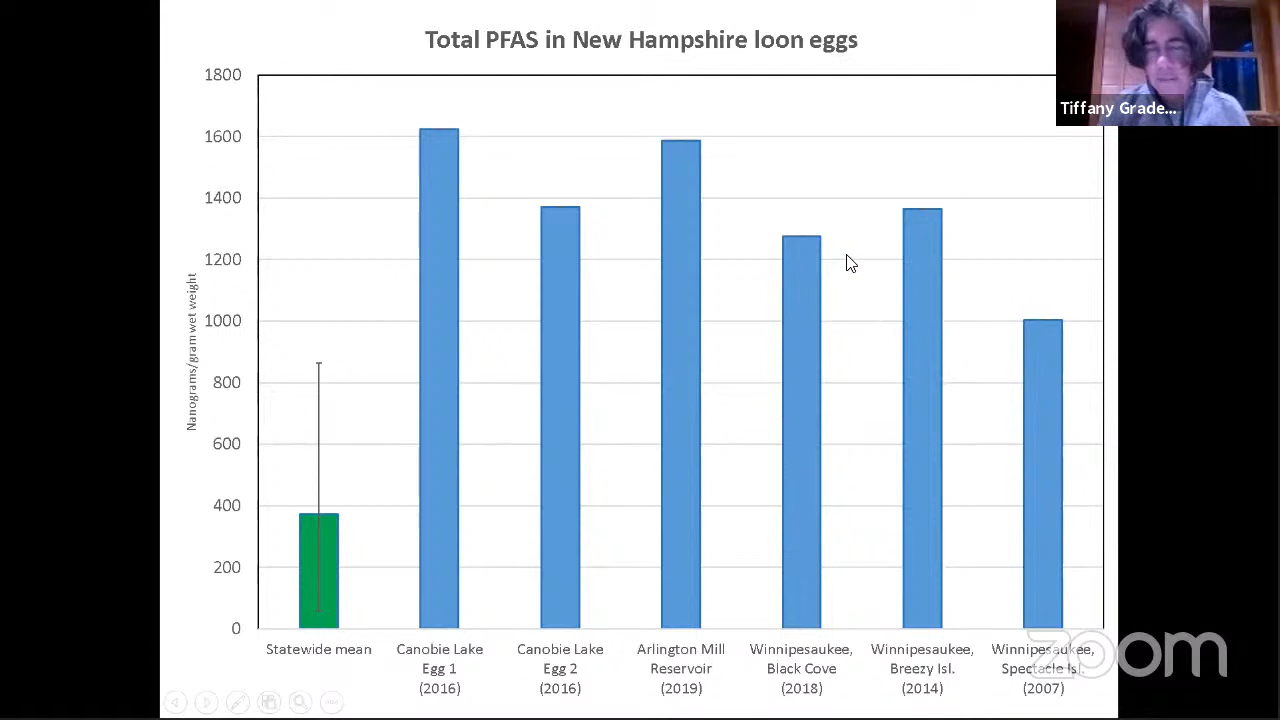 Total PFAS in New Hampshire loon eggs
Tiffany Grade...
1800
1600
1400
1200
1000
800
600
400
200
0
Nanograms/gram wet weight
Statewide mean
Canobie Lake
Egg 1
(2016)
Canobie Lake
Egg 2
(2016)
Arlington Mill
Reservoir
(2019)
Winnipesaukee,
Black Cove
(2018)
Winnipesaukee,
Breezy Isl.
(2014)
Winnipesaukee,
Spectacle Isl.
(2007)
zoom